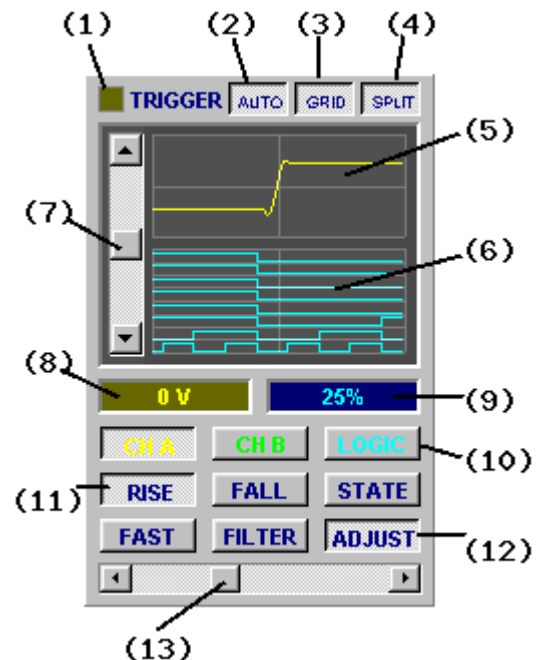 (1) (2) (3) (4)
TRIGGER AUTO GRID SPLIT
(5)
(7)
(6)
(8)
0 V 25%
(9)
CH A CH B LOGIC
(10)
(11)
RISE FALL STATE
FAST FILTER ADJUST
(12)
(13)